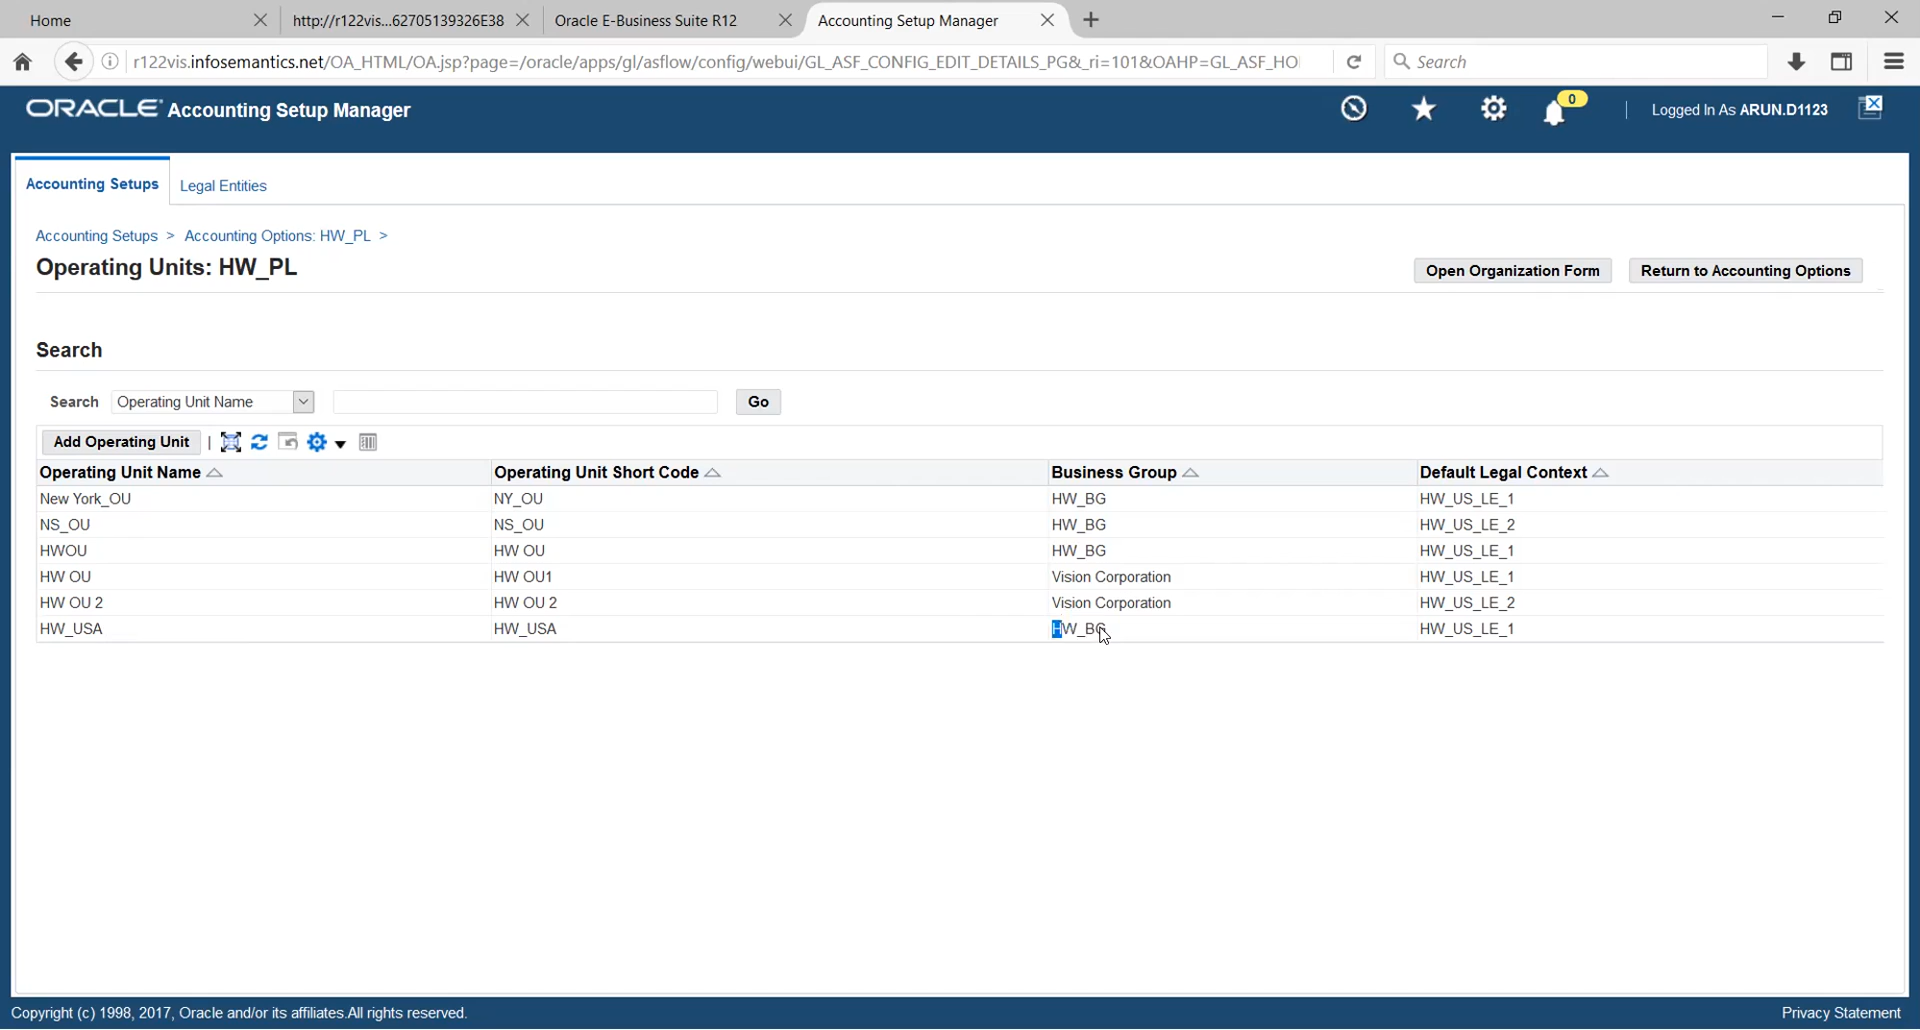 Home
http://r122vis...62705139326E38
Oracle E-Business Suite R12
Accounting Setup Manager
r122vis.infosemantics.net/OA_HTML/OA.jsp?page=/oracle/apps/gl/asflow/config/webui/GL_ASF_CONFIG_EDIT_DETAILS_PG&_ri=101&OAHP=GL_ASF_HO
Search
ORACLE Accounting Setup Manager
0
Logged In As ARUN.D1123
Accounting Setups Legal Entities
Accounting Setups > Accounting Options: HW_PL >
Operating Units: HW_PL
Open Organization Form
Return to Accounting Options
Search
Search Operating Unit Name Go
Add Operating Unit
Operating Unit Name Operating Unit Short Code Business Group Default Legal Context
New York_OU NY_OU HW_BG HW_US_LE_1
NS_OU NS_OU HW_BG HW_US_LE_2
HWOU HW OU HW_BG HW_US_LE_1
HW OU HW OU1 Vision Corporation HW_US_LE_1
HW OU 2 HW OU 2 Vision Corporation HW_US_LE_2
HW_USA HW_USA HW_BG HW_US_LE_1
Copyright (c) 1998, 2017, Oracle and/or its affiliates.All rights reserved.
Privacy Statement